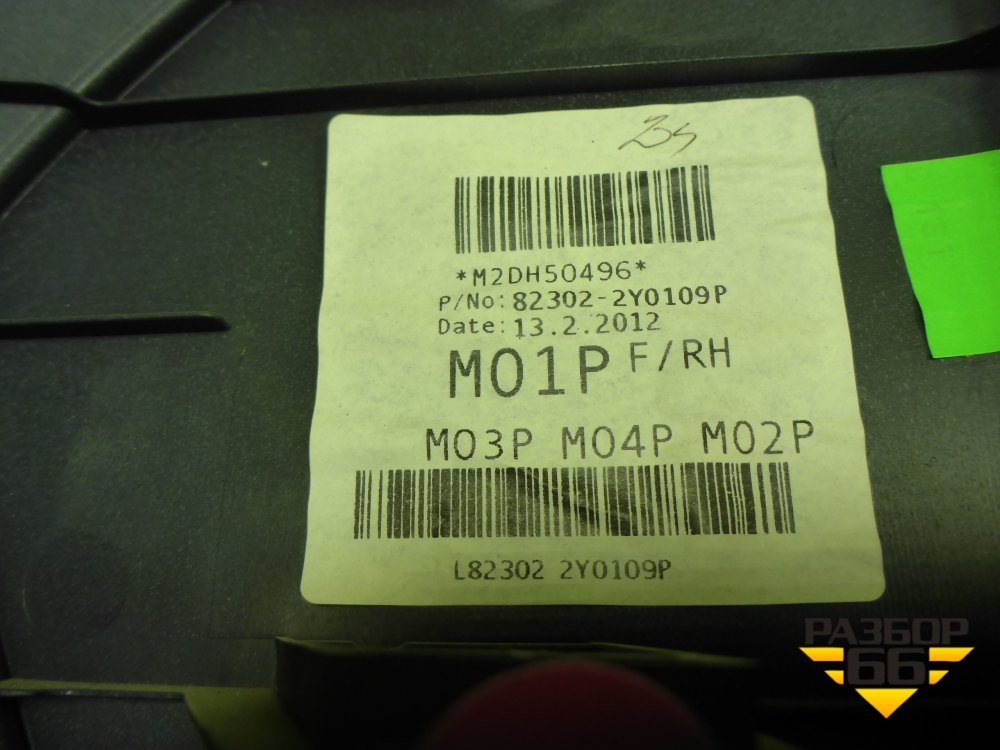 *M2DH50496*
P/No: 82302-2Y0109P
Date: 13.2.2012
M01P F/RH
M03P M04P M02P
L82302 2Y0109P
РАЗБОР
66